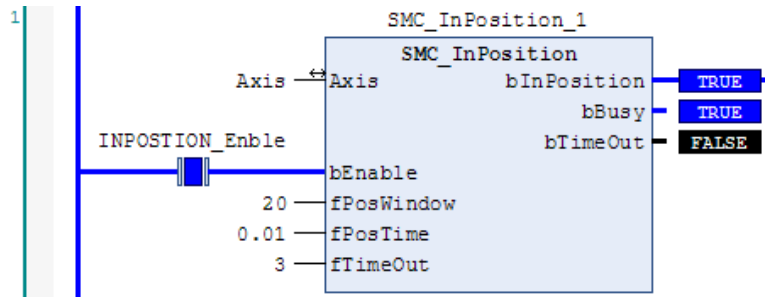 1
SMC_InPosition_1
SMC_InPosition
Axis Axis bInPosition TRUE
bBusy TRUE
INPOSTION_Enble bTimeOut FALSE
bEnable
20 fPosWindow
0.01 fPosTime
3 fTimeOut